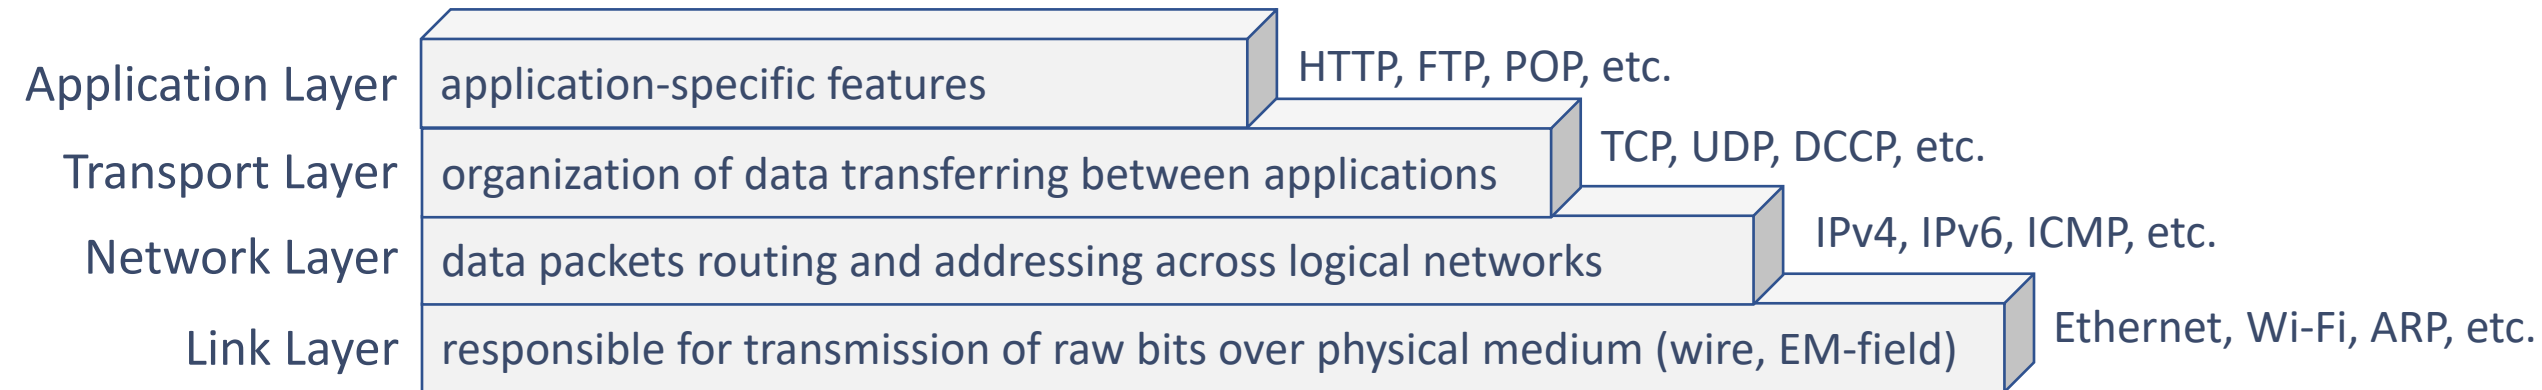 Application Layer
application-specific features
HTTP, FTP, POP, etc.
Transport Layer
organization of data transferring between applications
TCP, UDP, DCCP, etc.
Network Layer
data packets routing and addressing across logical networks
IPv4, IPv6, ICMP, etc.
Link Layer
responsible for transmission of raw bits over physical medium (wire, EM-field)
Ethernet, Wi-Fi, ARP, etc.